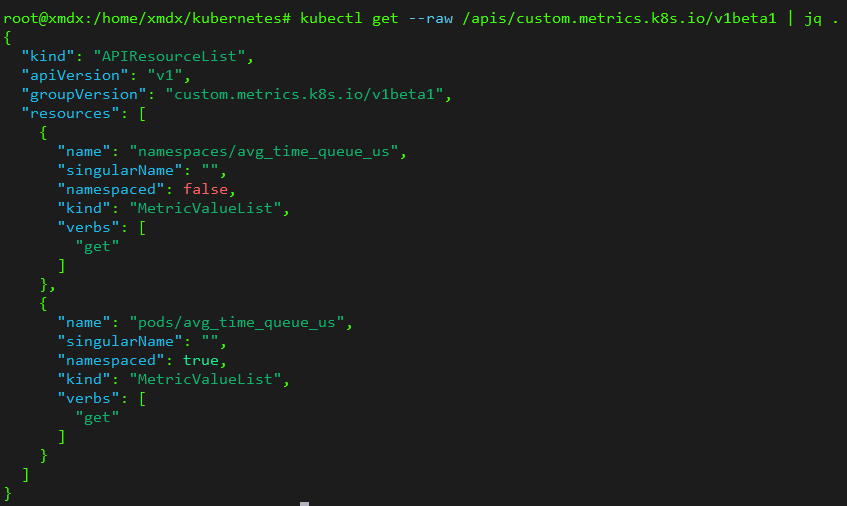 root@xmdx:/home/xmdx/kubernetes# kubectl get --raw /apis/custom.metrics.k8s.io/v1beta1 | jq .
{
  "kind": "APIResourceList",
  "apiVersion": "v1",
  "groupVersion": "custom.metrics.k8s.io/v1beta1",
  "resources": [
    {
      "name": "namespaces/avg_time_queue_us",
      "singularName": "",
      "namespaced": false,
      "kind": "MetricValueList",
      "verbs": [
        "get"
      ]
    },
    {
      "name": "pods/avg_time_queue_us",
      "singularName": "",
      "namespaced": true,
      "kind": "MetricValueList",
      "verbs": [
        "get"
      ]
    }
  ]
}